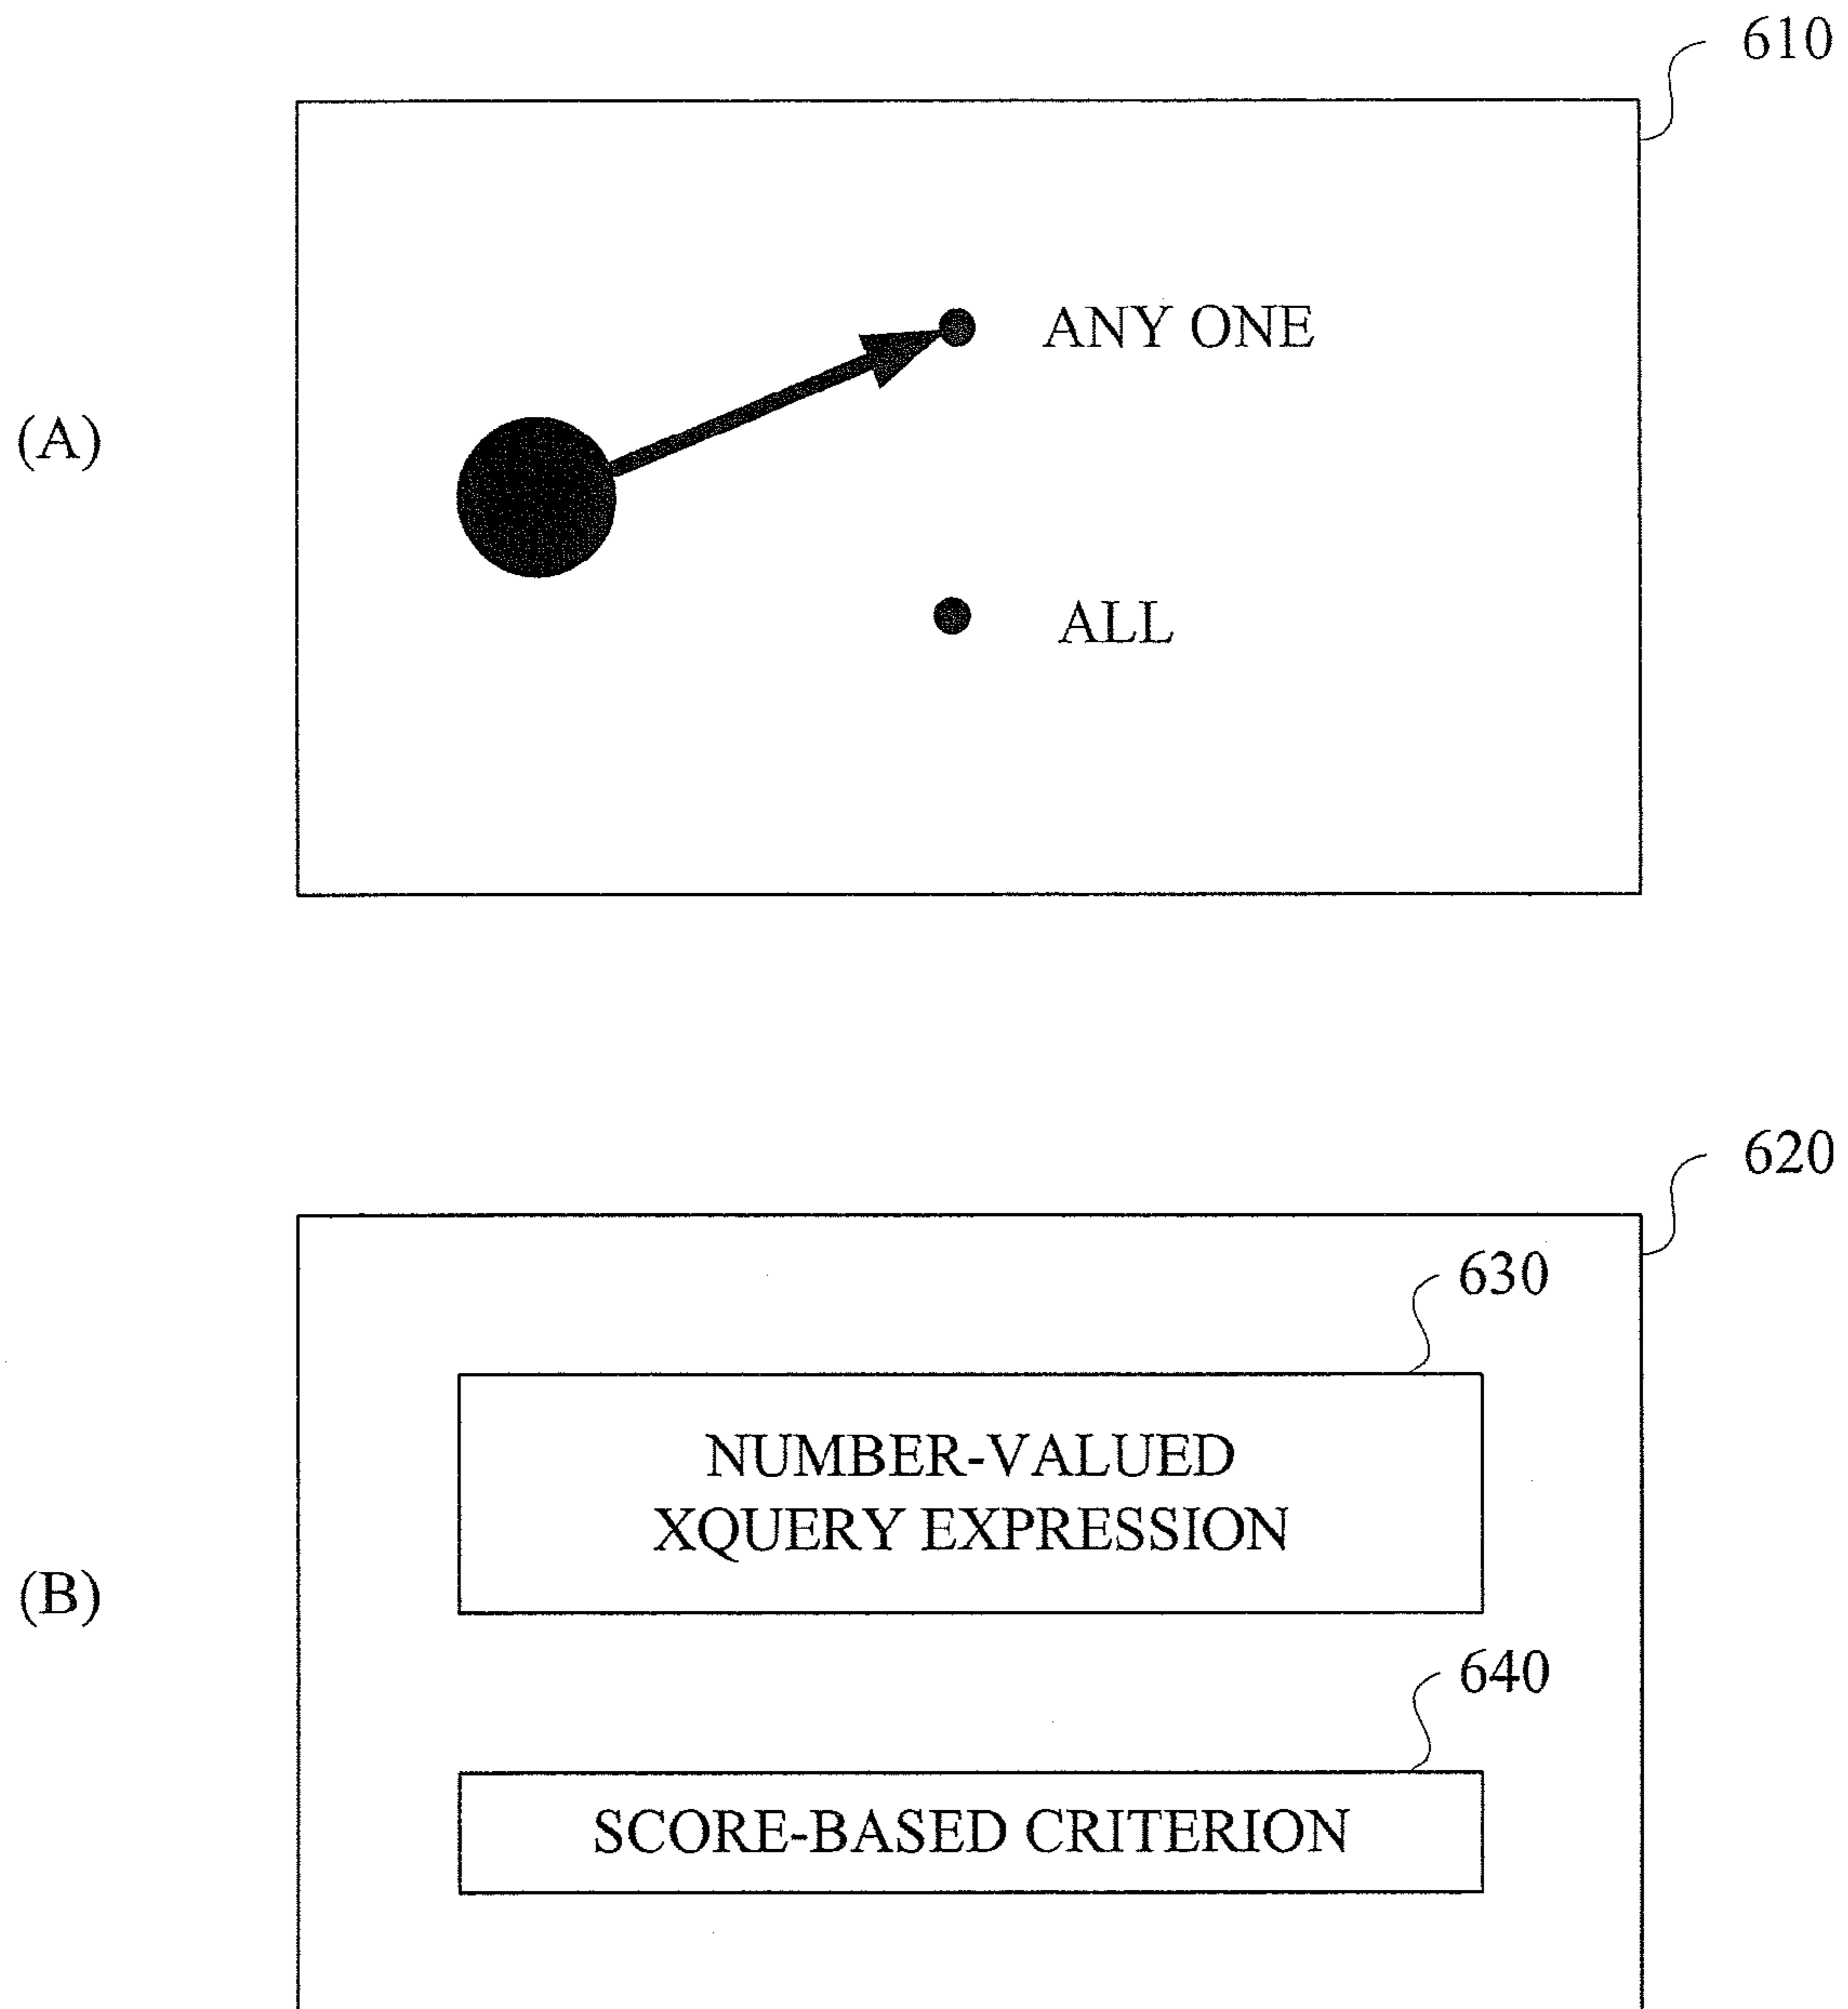 610
ANY ONE
(A)
ALL
620
630
NUMBER-VALUED
XQUERY EXPRESSION
(B)
640
SCORE-BASED CRITERION